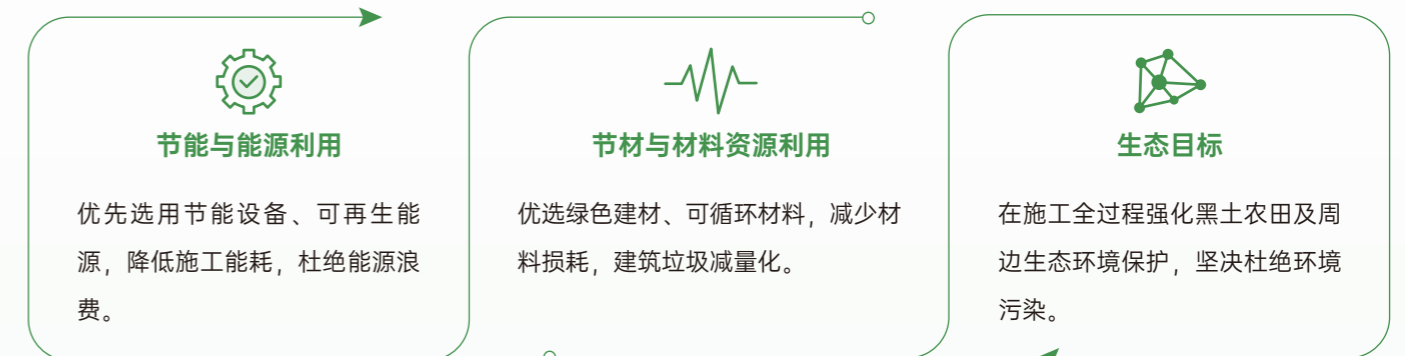 节能与能源利用
优先选用节能设备、可再生能
源，降低施工能耗，杜绝能源浪
费。
节材与材料资源利用
优选绿色建材、可循环材料，减少材
料损耗，建筑垃圾减量化。
生态目标
在施工全过程强化黑土农田及周
边生态环境保护，坚决杜绝环境
污染。